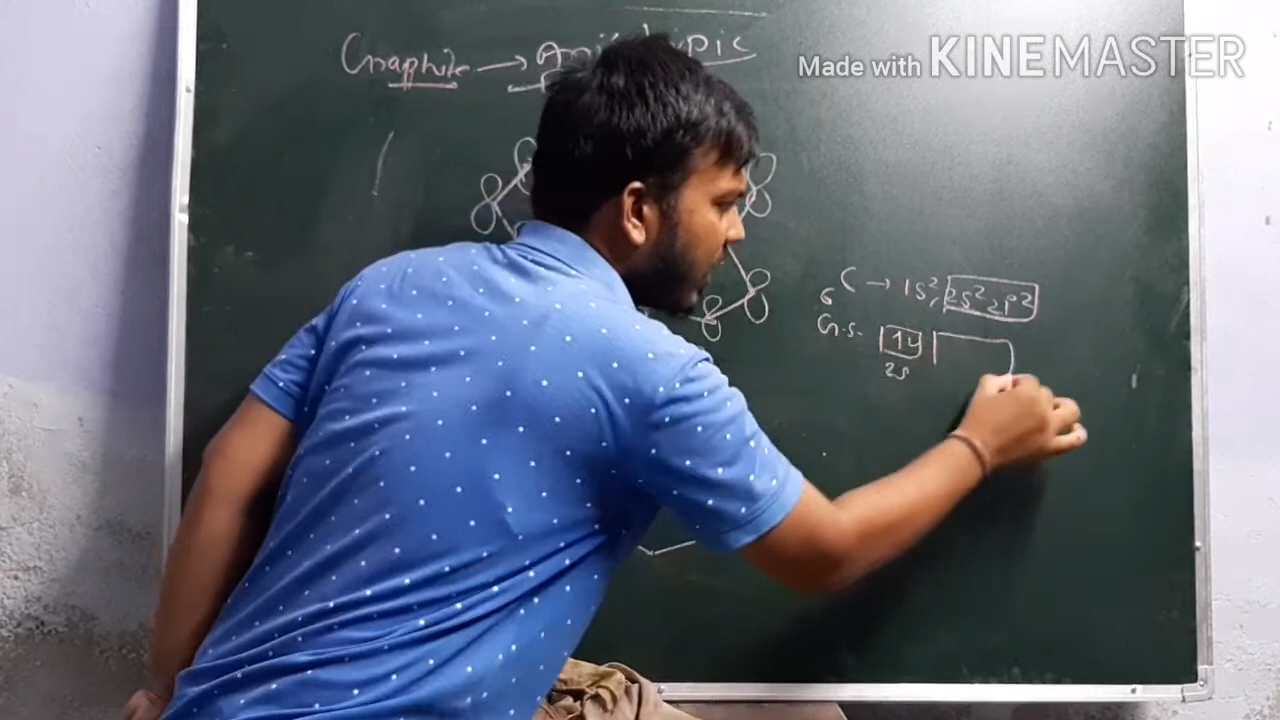 Made with KINEMASTER
Graphite →
6C → 1s², 2s² 2p²
G.S. 1↿⇂
2s